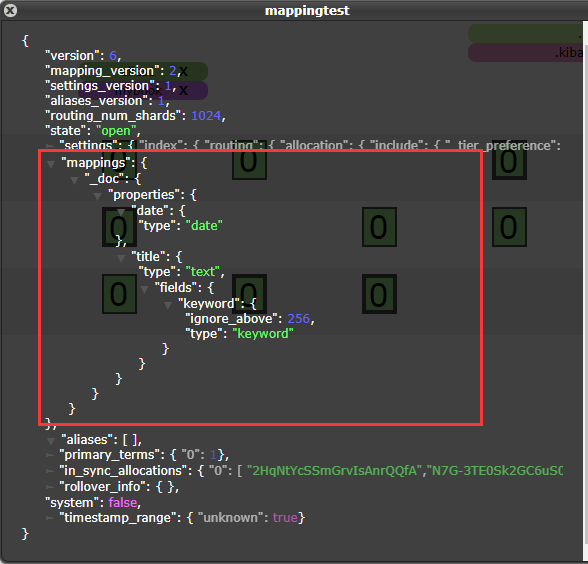 mappingtest
{
"version": 6,
"mapping_version": 2,
"settings_version": 1,
"aliases_version": 1,
"routing_num_shards": 1024,
"state": "open",
"settings": { "index": { "routing": { "allocation": { "include": { "_tier_preference":
"mappings": {
"_doc": {
"properties": {
"date": {
"type": "date"
},
"title": {
"type": "text",
"fields": {
"keyword": {
"ignore_above": 256,
"type": "keyword"
}
}
}
}
}
},
"aliases": [ ],
"primary_terms": { "0": 1},
"in_sync_allocations": { "0": [ "2HqNtYcSSmGrvIsAnrQQfA","N7G-3TE0Sk2GC6uS
"rollover_info": { },
"system": false,
"timestamp_range": { "unknown": true}
}
.kiba
X
X
0 0 0
0 0 0
0 0 0